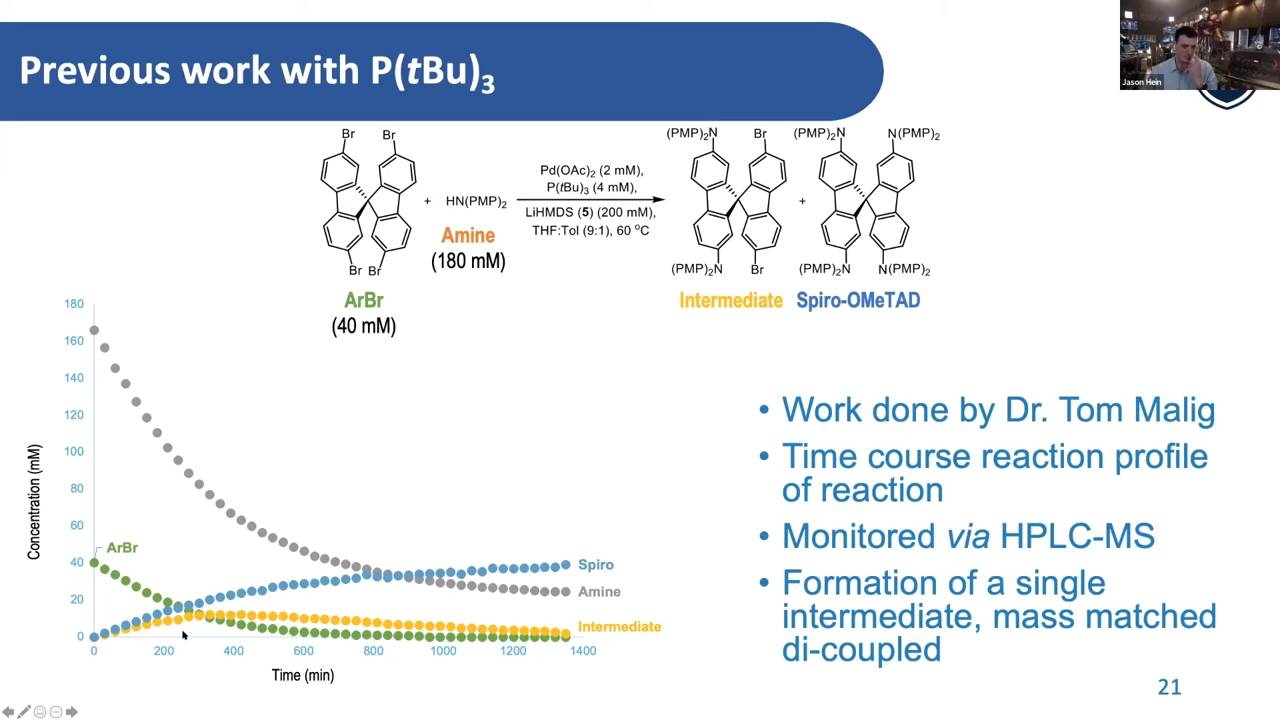 Previous work with P(tBu)3
Jason Hein
Br Br
Br Br
+
HN(PMP)2
Amine
(180 mM)
ArBr
(40 mM)
Pd(OAc)2 (2 mM),
P(tBu)3 (4 mM),
LiHMDS (5) (200 mM),
THF:Tol (9:1), 60 °C
(PMP)2N Br
(PMP)2N Br
Intermediate
+
(PMP)2N N(PMP)2
(PMP)2N N(PMP)2
Spiro-OMeTAD
Concentration (mM)
180
160
140
120
100
80
60
40
20
0
ArBr
Spiro
Amine
Intermediate
0 200 400 600 800 1000 1200 1400
Time (min)
• Work done by Dr. Tom Malig
• Time course reaction profile
of reaction
• Monitored via HPLC-MS
• Formation of a single
intermediate, mass matched
di-coupled
21